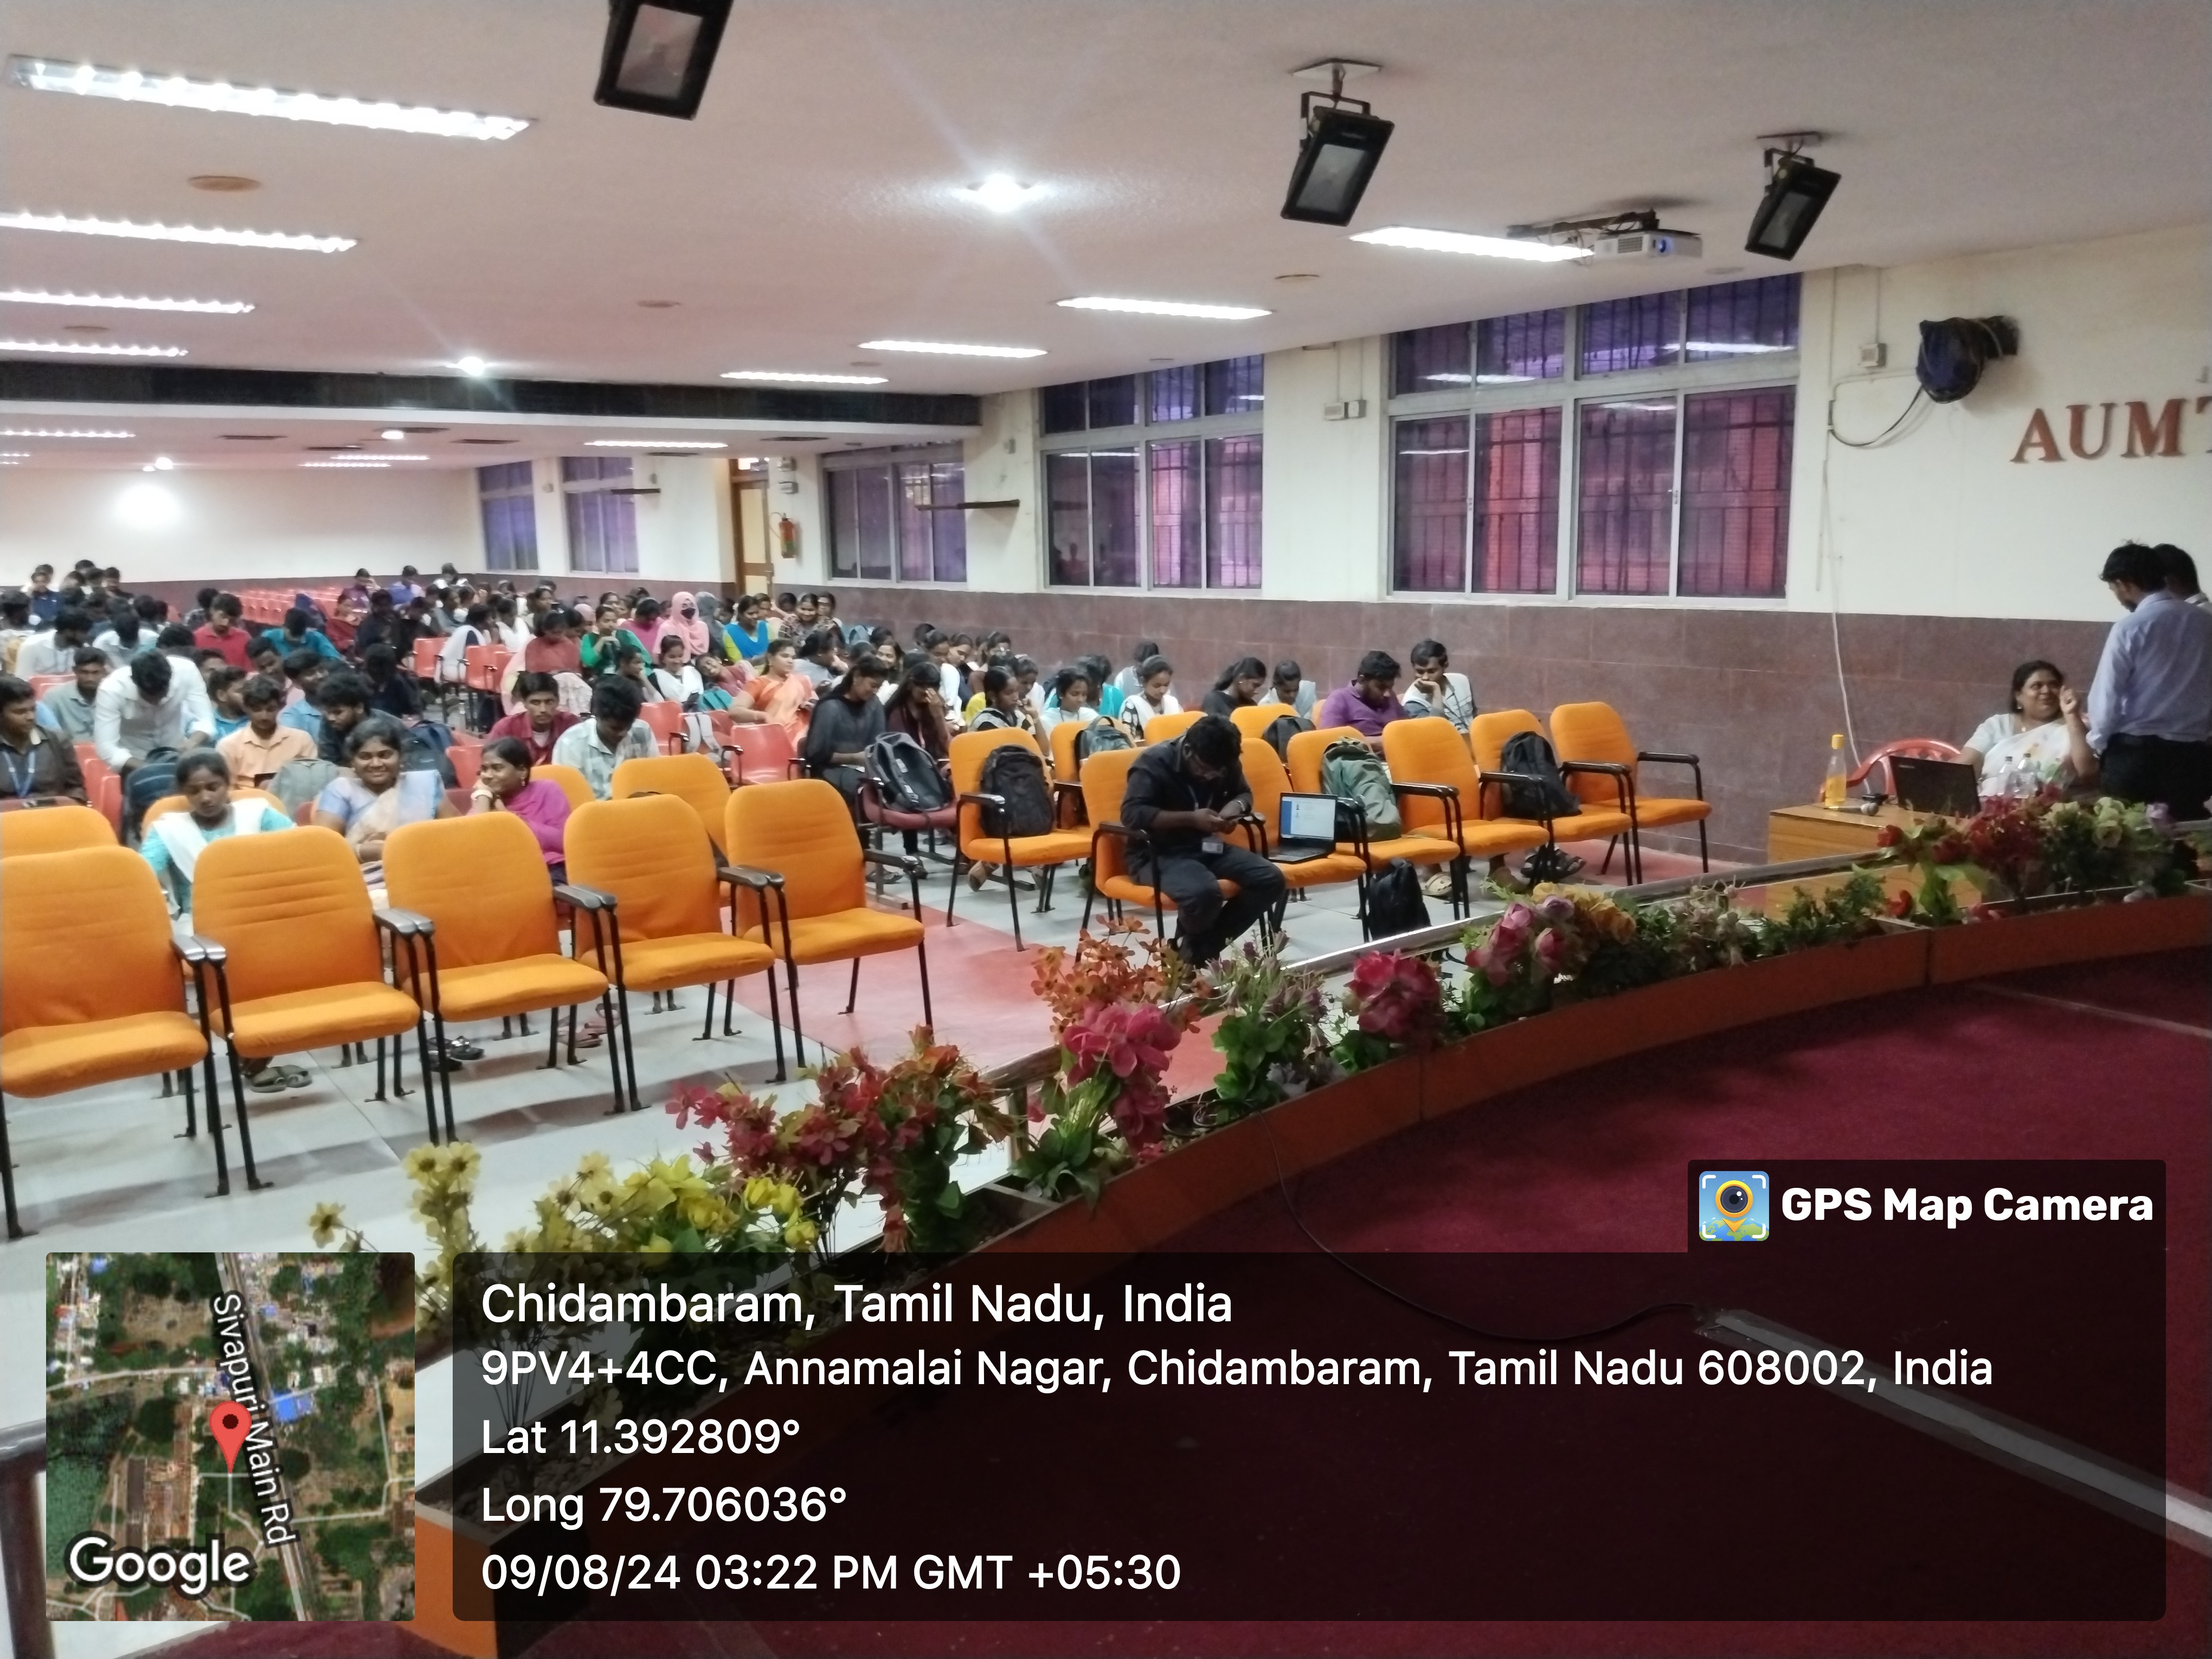 AUMT
GPS Map Camera
Chidambaram, Tamil Nadu, India
9PV4+4CC, Annamalai Nagar, Chidambaram, Tamil Nadu 608002, India
Lat 11.392809°
Long 79.706036°
09/08/24 03:22 PM GMT +05:30
Sivapuri Main Rd
Google